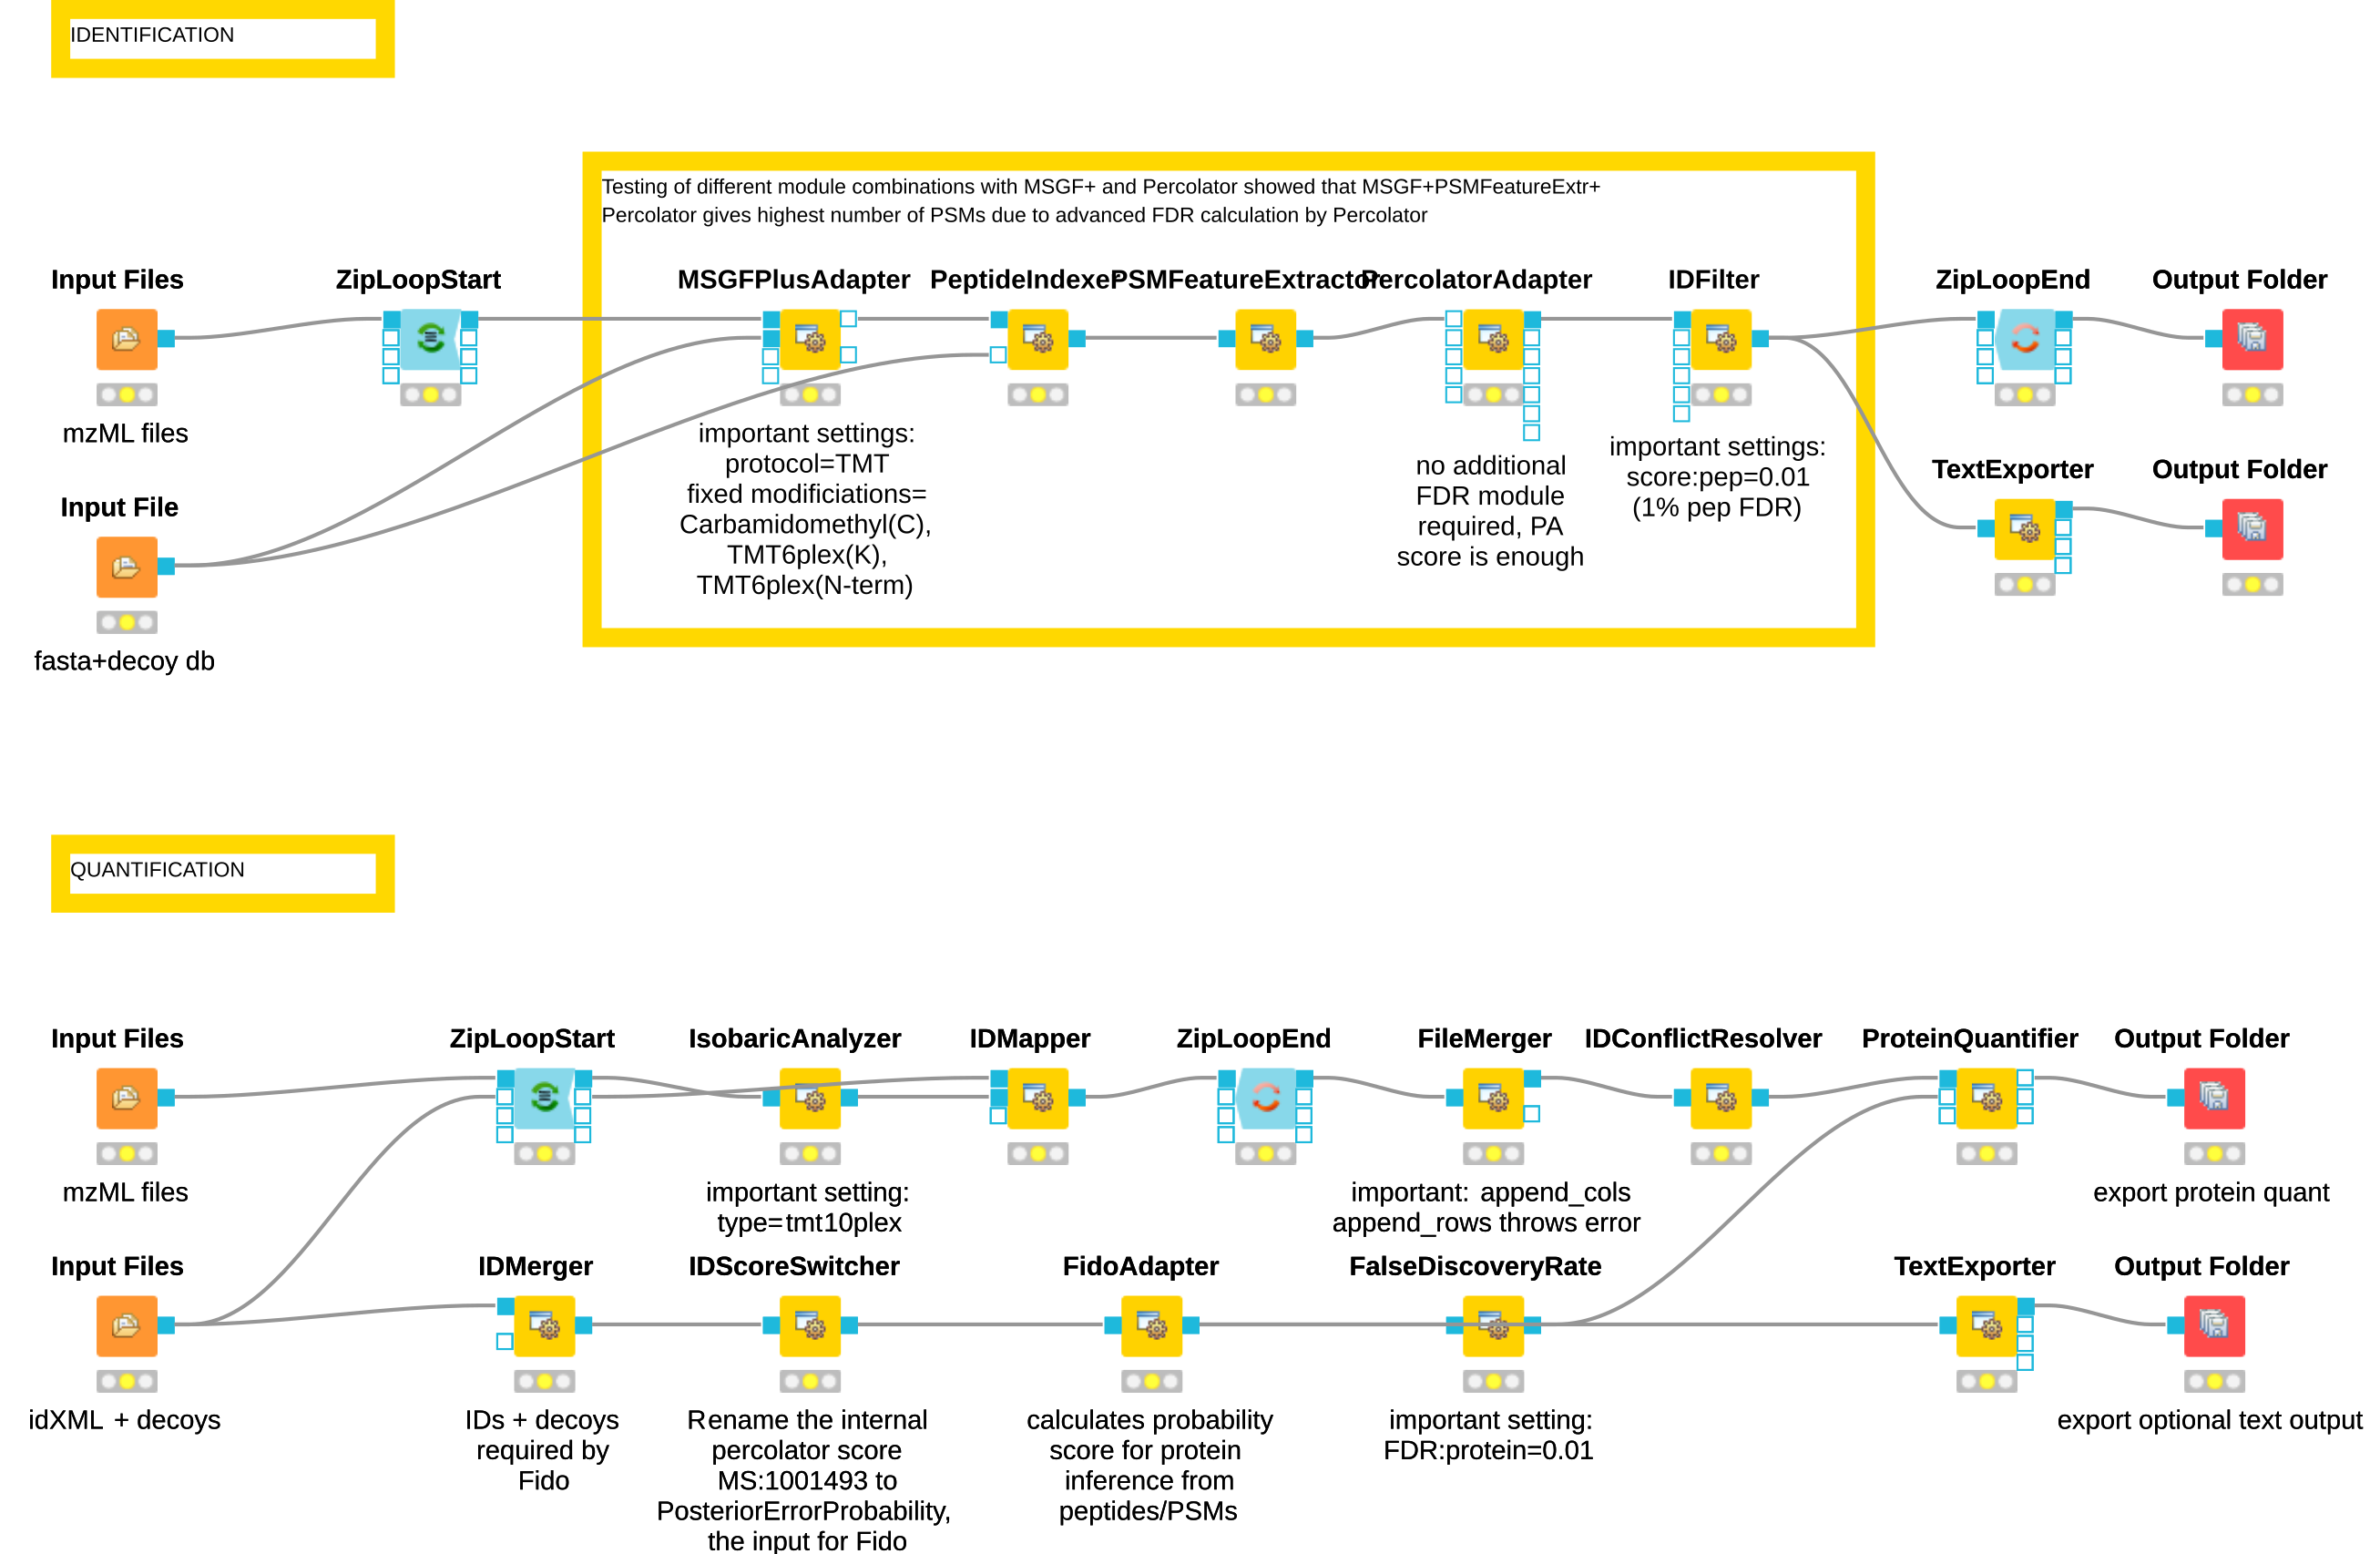 IDENTIFICATION
Testing of different module combinations with MSGF+ and Percolator showed that MSGF+PSMFeatureExtr+
Percolator gives highest number of PSMs due to advanced FDR calculation by Percolator
Input Files
ZipLoopStart
MSGFPlusAdapter
PeptideIndexer
PSMFeatureExtractor
PercolatorAdapter
IDFilter
ZipLoopEnd
Output Folder
mzML files
important settings:
protocol=TMT
fixed modificiations=
Carbamidomethyl(C),
TMT6plex(K),
TMT6plex(N-term)
no additional
FDR module
required, PA
score is enough
important settings:
score:pep=0.01
(1% pep FDR)
TextExporter
Output Folder
Input File
fasta+decoy db
QUANTIFICATION
Input Files
ZipLoopStart
IsobaricAnalyzer
IDMapper
ZipLoopEnd
FileMerger
IDConflictResolver
ProteinQuantifier
Output Folder
mzML files
important setting:
type=tmt10plex
important: append_cols
append_rows throws error
export protein quant
Input Files
IDMerger
IDScoreSwitcher
FidoAdapter
FalseDiscoveryRate
TextExporter
Output Folder
idXML + decoys
IDs + decoys
required by
Fido
Rename the internal
percolator score
MS:1001493 to
PosteriorErrorProbability,
the input for Fido
calculates probability
score for protein
inference from
peptides/PSMs
important setting:
FDR:protein=0.01
export optional text output